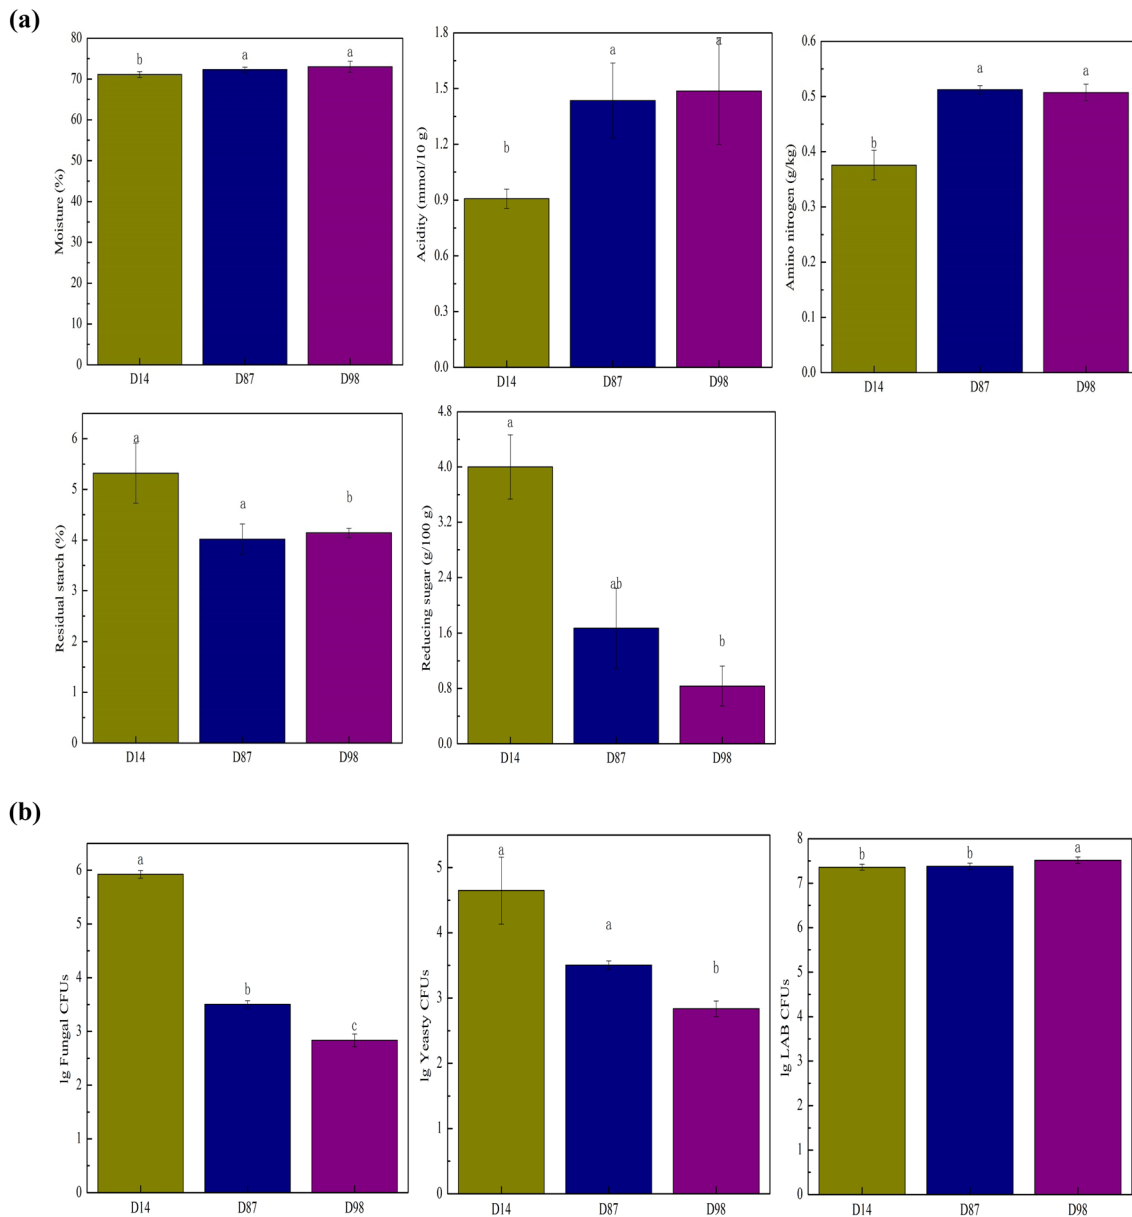 (a)
Moisture (%)
80
70
60
50
40
30
20
10
0
b
a
a
D14
D87
D98
Acidity (mmol/10 g)
1.8
1.5
1.2
0.9
0.6
0.3
0.0
b
a
a
D14
D87
D98
Amino nitrogen (g/kg)
0.6
0.5
0.4
0.3
0.2
0.1
0.0
b
a
a
D14
D87
D98
Residual starch (%)
6
5
4
3
2
1
0
a
a
b
D14
D87
D98
Reducing sugar (g/100 g)
4.8
4.0
3.2
2.4
1.6
0.8
0.0
a
ab
b
D14
D87
D98
(b)
lg Fungal CFUs
6
5
4
3
2
1
0
a
b
c
D14
D87
D98
lg Yeasty CFUs
5
4
3
2
1
0
a
a
b
D14
D87
D98
lg LAB CFUs
8
7
6
5
4
3
2
1
0
b
b
a
D14
D87
D98